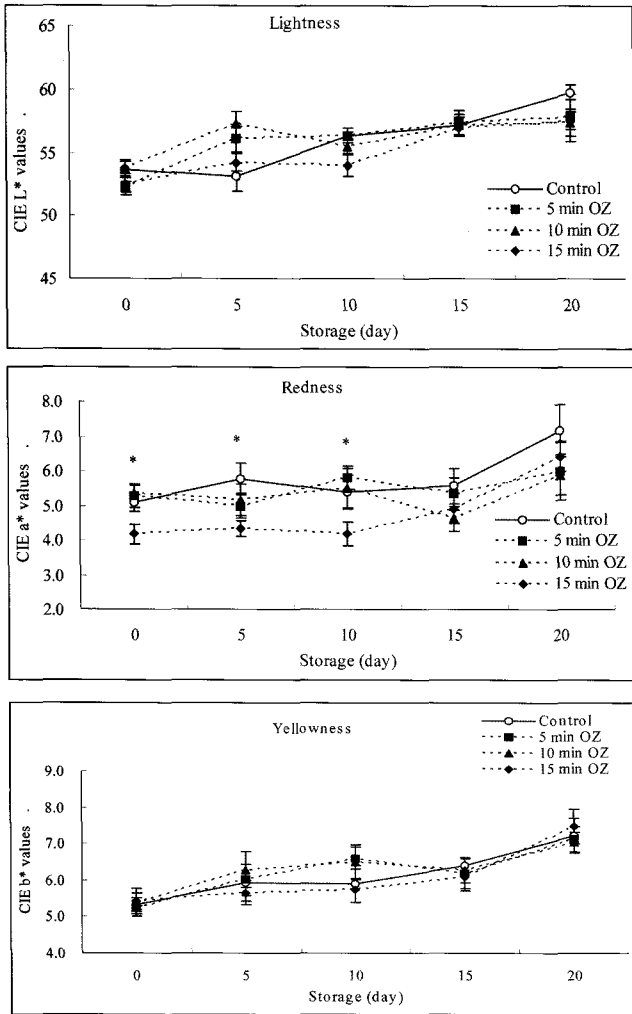 Lightness
65
60
55
50
45
CIE L* values
Control
5 min OZ
10 min OZ
15 min OZ
0 5 10 15 20
Storage (day)
Redness
8.0
7.0
6.0
5.0
4.0
3.0
2.0
CIE a* values
* * *
Control
5 min OZ
10 min OZ
15 min OZ
0 5 10 15 20
Storage (day)
Yellowness
Control
5 min OZ
10 min OZ
15 min OZ
9.0
8.0
7.0
6.0
5.0
4.0
CIE b* values
0 5 10 15 20
Storage (day)